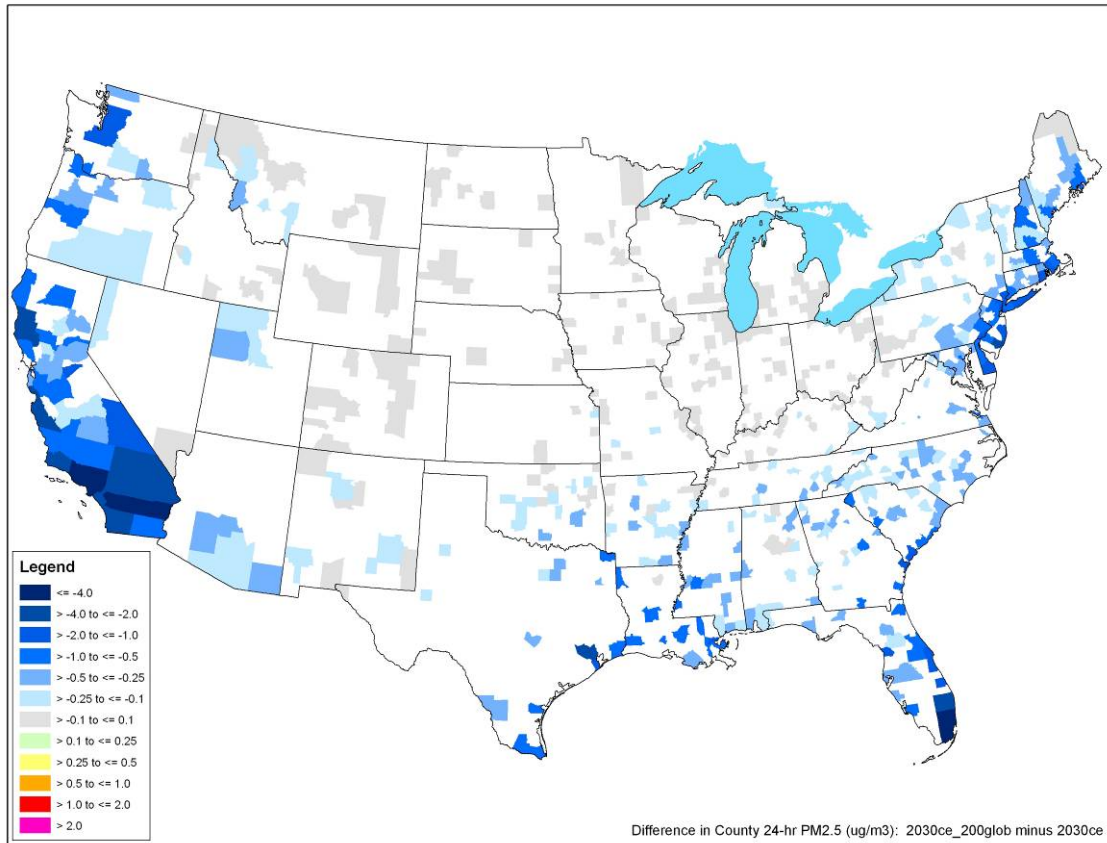 Legend
<= -4.0
> -4.0 to <= -2.0
> -2.0 to <= -1.0
> -1.0 to <= -0.5
> -0.5 to <= -0.25
> -0.25 to <= -0.1
> -0.1 to <= 0.1
> 0.1 to <= 0.25
> 0.25 to <= 0.5
> 0.5 to <= 1.0
> 1.0 to <= 2.0
> 2.0
Difference in County 24-hr PM2.5 (ug/m3): 2030ce_200glob minus 2030ce